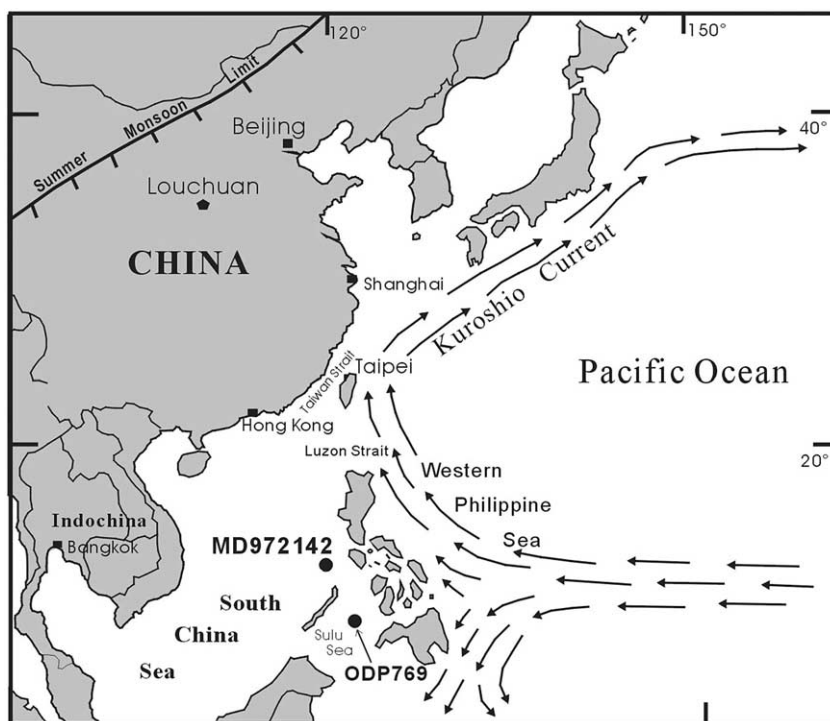 120°
150°
Summer Monsoon Limit
40°
Beijing
Louchuan
CHINA
Shanghai
Kuroshio Current
Taipei
Taiwan Strait
Pacific Ocean
Hong Kong
Luzon Strait
20°
Western
Philippine
Sea
Indochina
Bangkok
MD972142
South
China
Sea
Sulu
Sea
ODP769